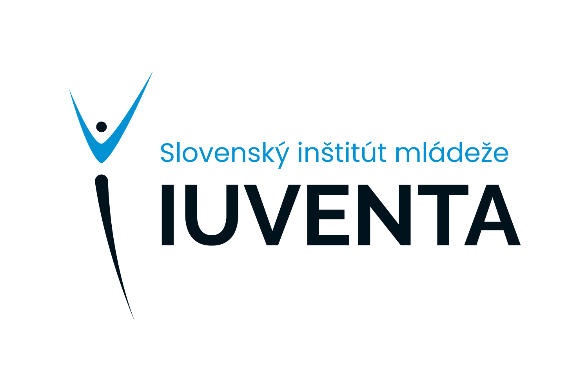 Slovenský inštitút mládeže
IUVENTA